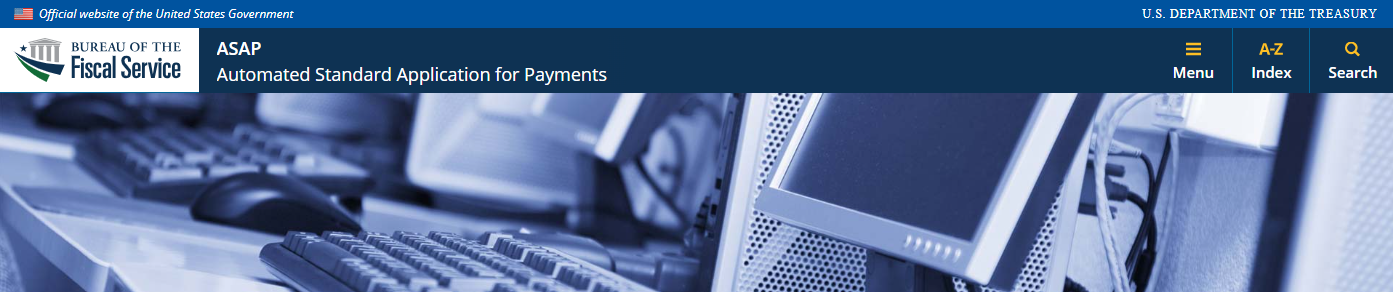 Official website of the United States Government
U.S. DEPARTMENT OF THE TREASURY
BUREAU OF THE
Fiscal Service
ASAP
Automated Standard Application for Payments
Menu
A-Z
Index
Search